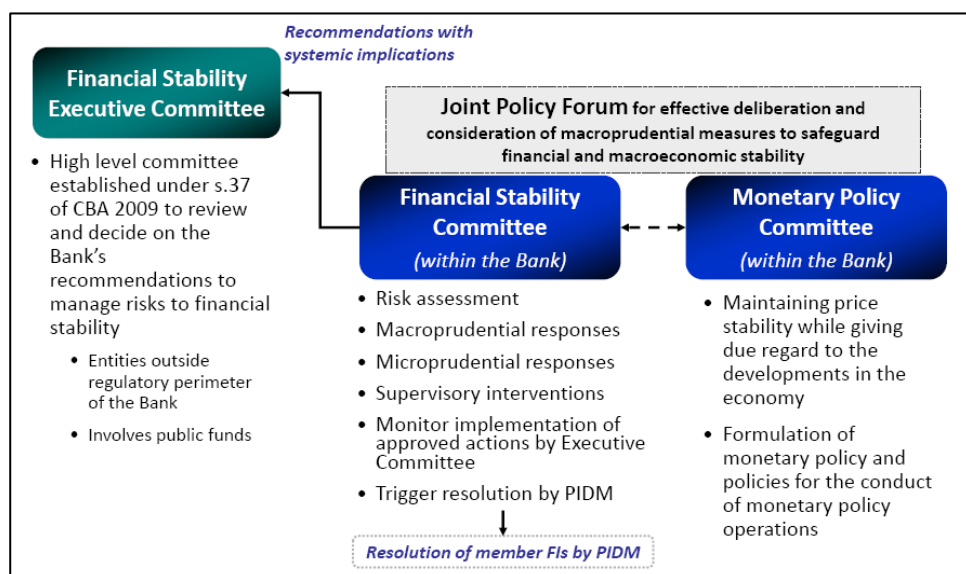 Recommendations with
systemic implications
Financial Stability
Executive Committee
• High level committee
established under s.37
of CBA 2009 to review
and decide on the
Bank's
recommendations to
manage risks to financial
stability
• Entities outside
regulatory perimeter
of the Bank
• Involves public funds
Joint Policy Forum for effective deliberation and
consideration of macroprudential measures to safeguard
financial and macroeconomic stability
Financial Stability
Committee
(within the Bank)
• Risk assessment
• Macroprudential responses
• Microprudential responses
• Supervisory interventions
• Monitor implementation of
approved actions by Executive
Committee
• Trigger resolution by PIDM
Resolution of member FIs by PIDM
Monetary Policy
Committee
(within the Bank)
• Maintaining price
stability while giving
due regard to the
developments in the
economy
• Formulation of
monetary policy and
policies for the conduct
of monetary policy
operations